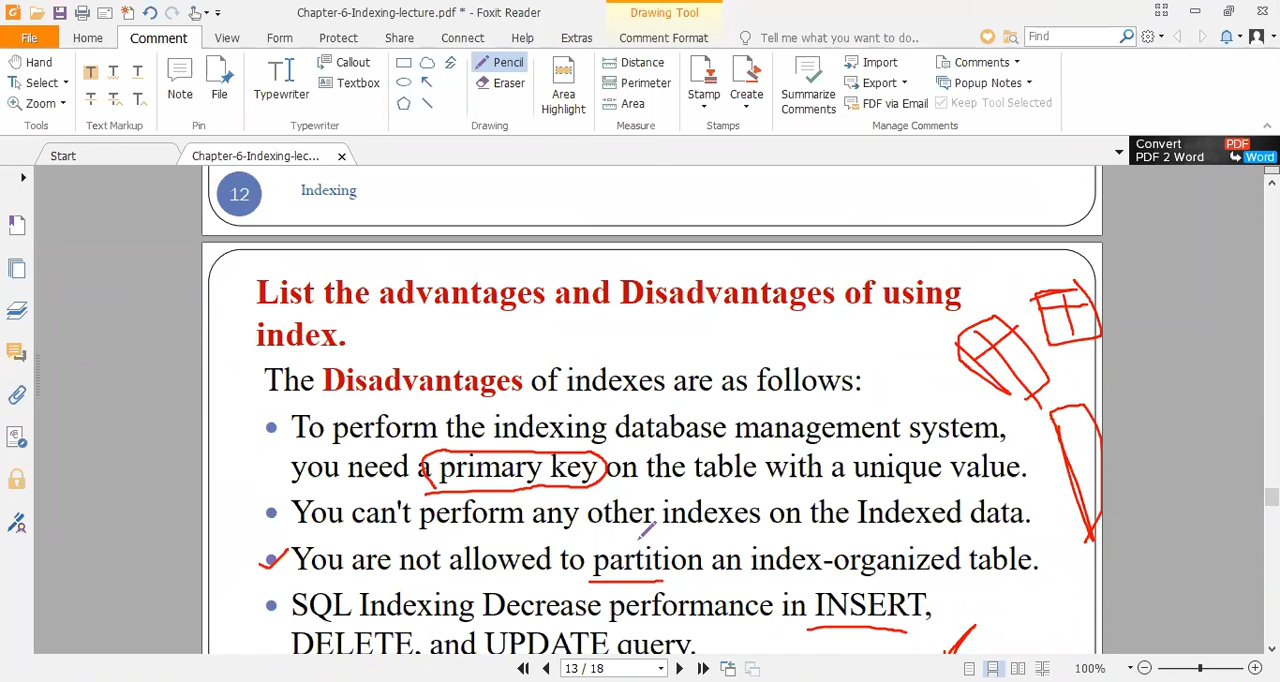 Chapter-6-Indexing-lecture.pdf * - Foxit Reader
Drawing Tool
File Home Comment View Form Protect Share Connect Help Extras Comment Format Tell me what you want to do.. Find
Hand
Select
Zoom
Tools
T T T
T T T
Text Markup
Note File
Pin
Typewriter
Callout
Textbox
Typewriter
Pencil
Eraser
Drawing
Area Highlight
Distance
Perimeter
Area
Measure
Stamp Create
Stamps
Summarize Comments
Import
Export
FDF via Email
Comments
Popup Notes
Keep Tool Selected
Manage Comments
Start
Chapter-6-Indexing-lec...
Convert PDF
PDF 2 Word Word
12 Indexing
List the advantages and Disadvantages of using
index.
The Disadvantages of indexes are as follows:
• To perform the indexing database management system,
you need a primary key on the table with a unique value.
• You can't perform any other indexes on the Indexed data.
• You are not allowed to partition an index-organized table.
• SQL Indexing Decrease performance in INSERT,
DELETE, and UPDATE query.
13 / 18
100%